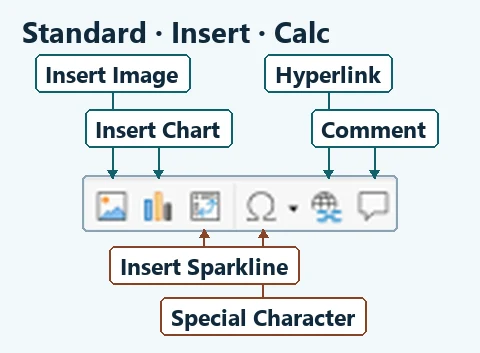 Standard · Insert · Calc
Insert Image
Hyperlink
Insert Chart
Comment
Insert Sparkline
Special Character